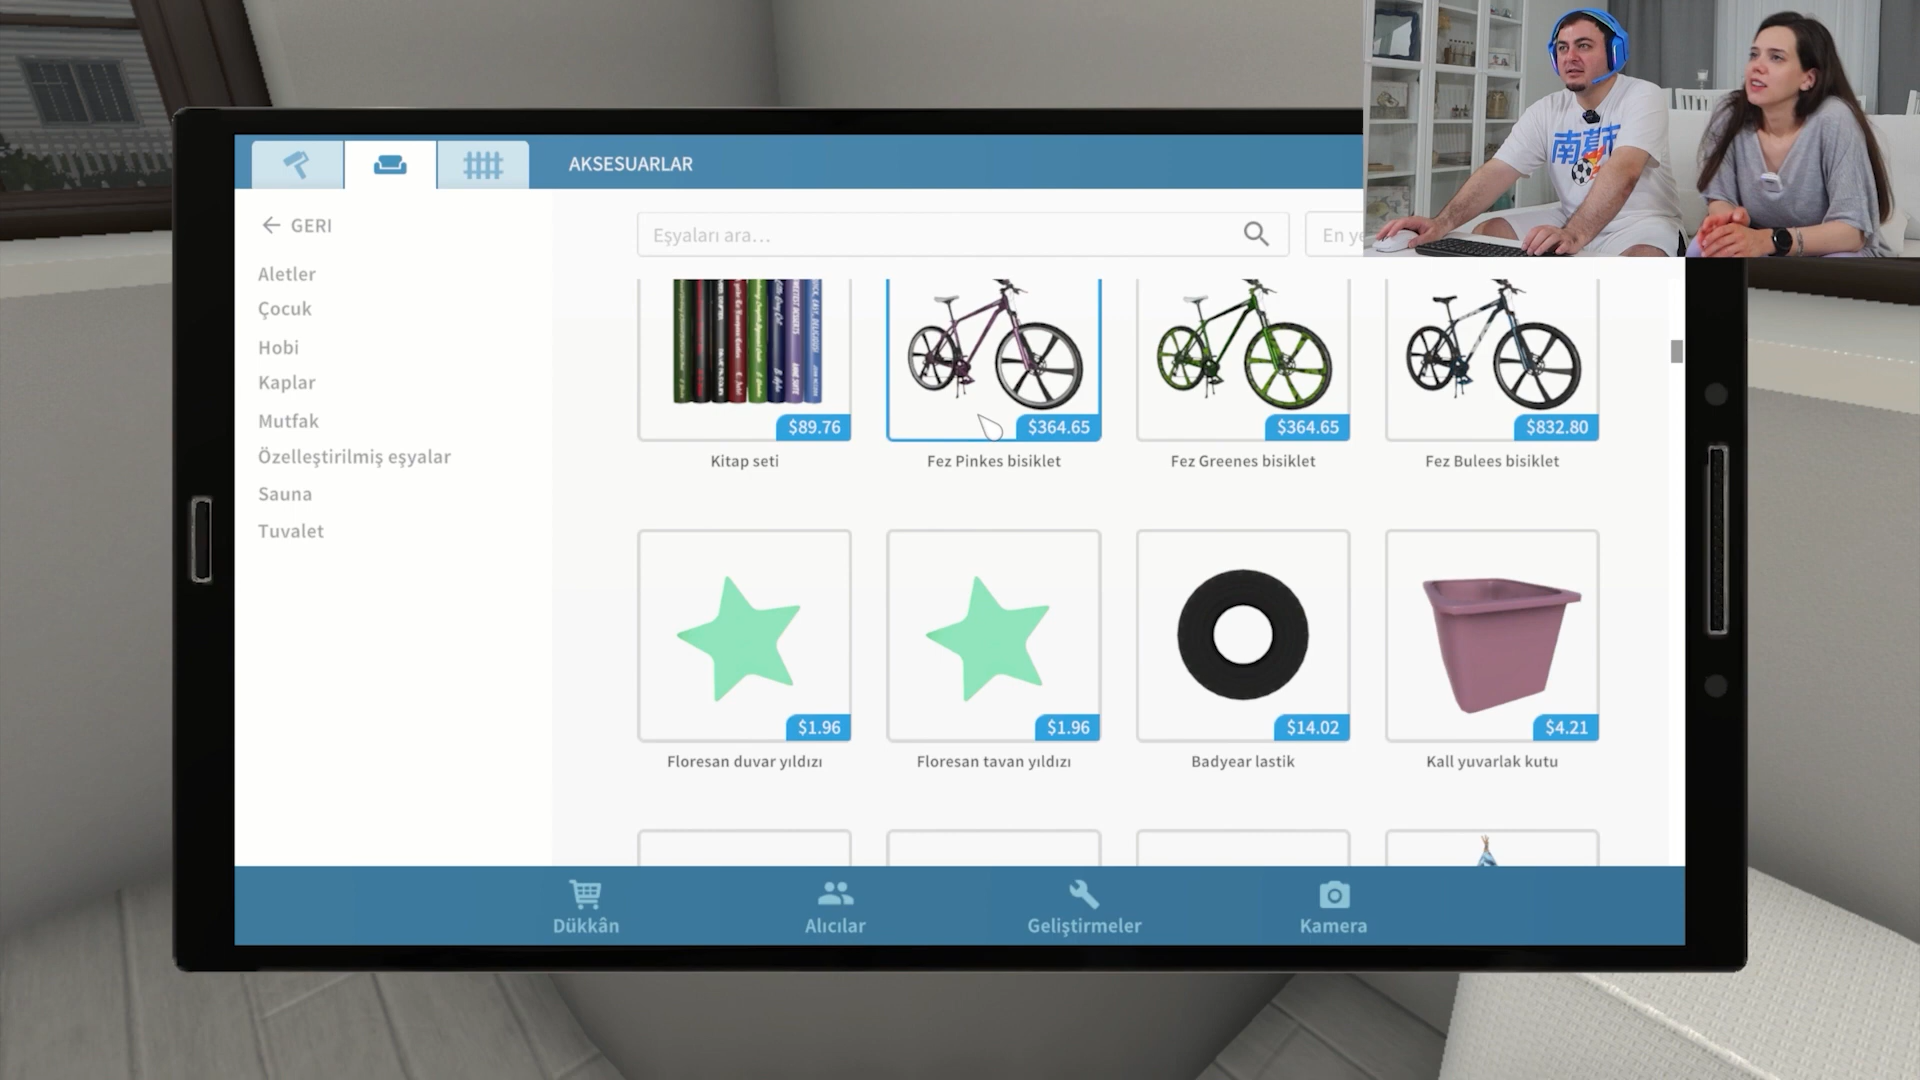 AKSESUARLAR
GERI
Eşyaları ara...
En ye
Aletler
Çocuk
Hobi
Kaplar
Mutfak
Özelleştirilmiş eşyalar
Sauna
Tuvalet
$89.76
$364.65
$364.65
$832.80
Kitap seti
Fez Pinkes bisiklet
Fez Greenes bisiklet
Fez Bulees bisiklet
$1.96
$1.96
$14.02
$4.21
Floresan duvar yıldızı
Floresan tavan yıldızı
Badyear lastik
Kall yuvarlak kutu
Dükkân
Alıcılar
Geliştirmeler
Kamera